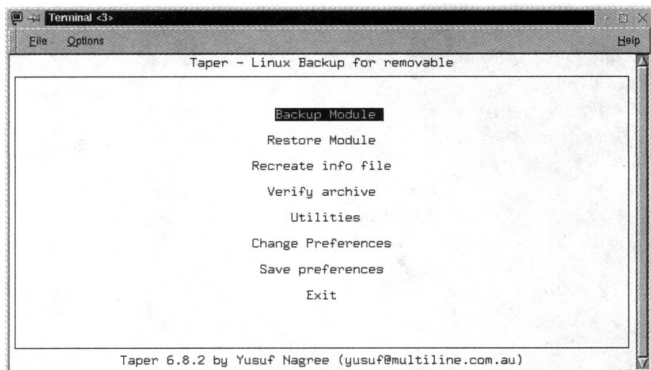 Terminal <3>
File Options Help
Taper - Linux Backup for removable
Backup Module
Restore Module
Recreate info file
Verify archive
Utilities
Change Preferences
Save preferences
Exit
Taper 6.8.2 by Yusuf Nagree (yusuf@multiline.com.au)